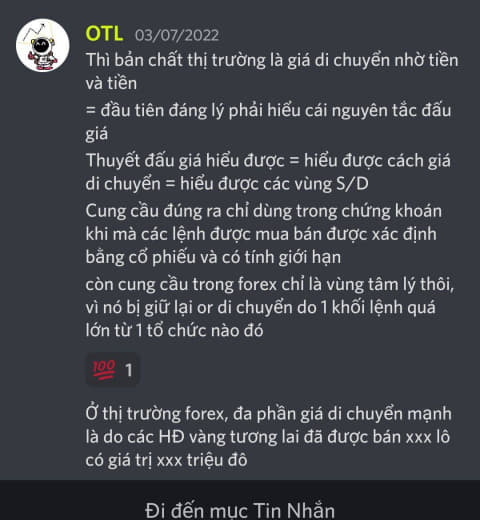 OTL 03/07/2022
Thì bản chất thị trường là giá di chuyển nhờ tiền
và tiền
= đầu tiên đáng lý phải hiểu cái nguyên tắc đấu
giá
Thuyết đấu giá hiểu được = hiểu được cách giá
di chuyển = hiểu được các vùng S/D
Cung cầu đúng ra chỉ dùng trong chứng khoán
khi mà các lệnh được mua bán được xác định
bằng cổ phiếu và có tính giới hạn
còn cung cầu trong forex chỉ là vùng tâm lý thôi,
vì nó bị giữ lại or di chuyển do 1 khối lệnh quá
lớn từ 1 tổ chức nào đó
100 1
Ở thị trường forex, đa phần giá di chuyển mạnh
là do các HĐ vàng tương lai đã được bán xxx lô
có giá trị xxx triệu đô
Đi đến mục Tin Nhắn